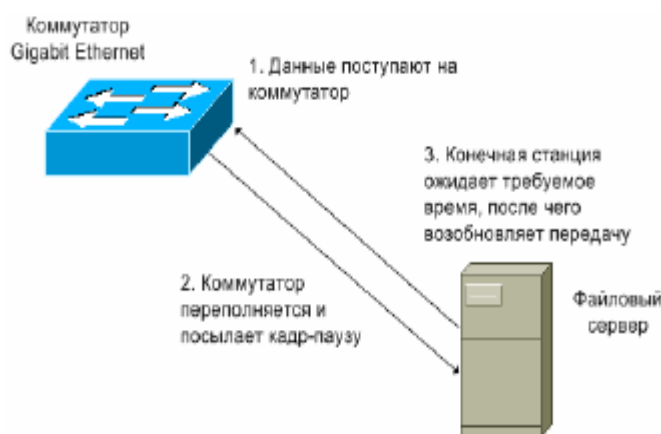 Коммутатор
Gigabit Ethernet
1. Данные поступают на
коммутатор
3. Конечная станция
ожидает требуемое
время, после чего
возобновляет передачу
2. Коммутатор
переполняется и
посылает кадр-паузу
Файловый
сервер